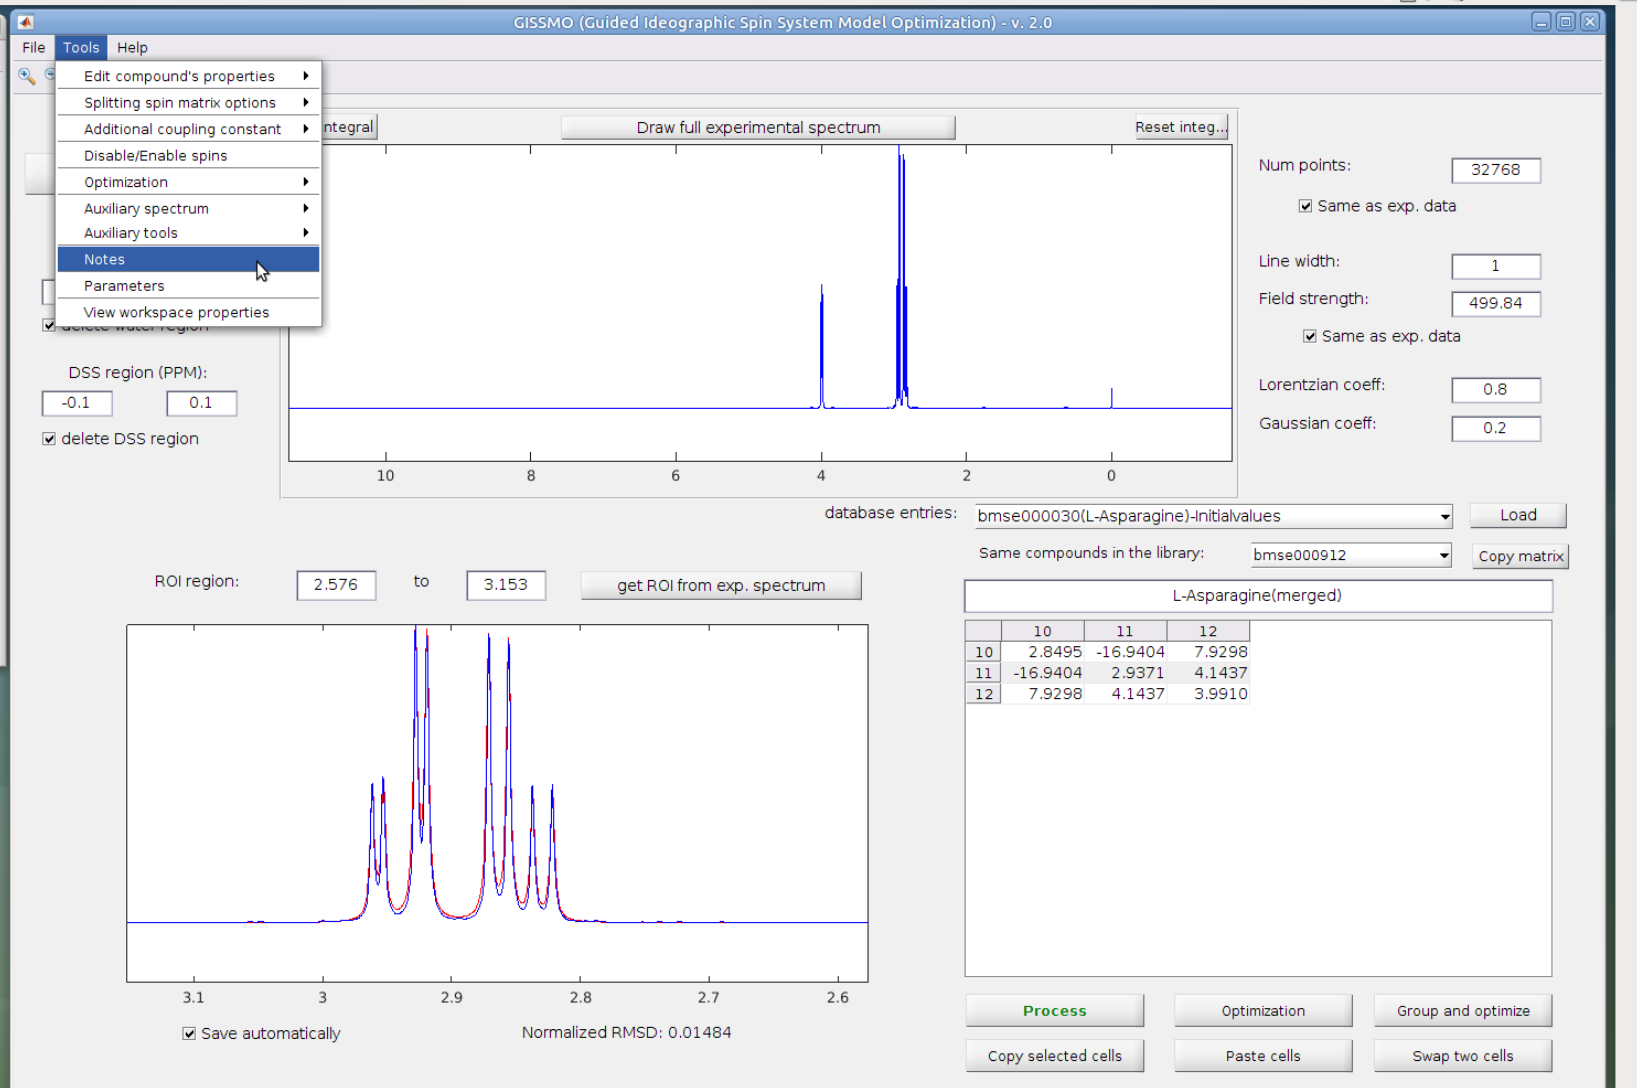 GISSMO (Guided Ideographic Spin System Model Optimization) - v. 2.0
File Tools Help
Edit compound's properties
Splitting spin matrix options
Additional coupling constant
Disable/Enable spins
Optimization
Auxiliary spectrum
Auxiliary tools
Notes
Parameters
View workspace properties
delete water region
DSS region (PPM):
-0.1 0.1
delete DSS region
ntegral Draw full experimental spectrum Reset integ...
10 8 6 4 2 0
Num points: 32768
Same as exp. data
Line width: 1
Field strength: 499.84
Same as exp. data
Lorentzian coeff: 0.8
Gaussian coeff: 0.2
database entries: bmse000030(L-Asparagine)-Initialvalues Load
Same compounds in the library: bmse000912 Copy matrix
ROI region: 2.576 to 3.153 get ROI from exp. spectrum
3.1 3 2.9 2.8 2.7 2.6
Save automatically Normalized RMSD: 0.01484
L-Asparagine(merged)
10 11 12
10 2.8495 -16.9404 7.9298
11 -16.9404 2.9371 4.1437
12 7.9298 4.1437 3.9910
Process Optimization Group and optimize
Copy selected cells Paste cells Swap two cells